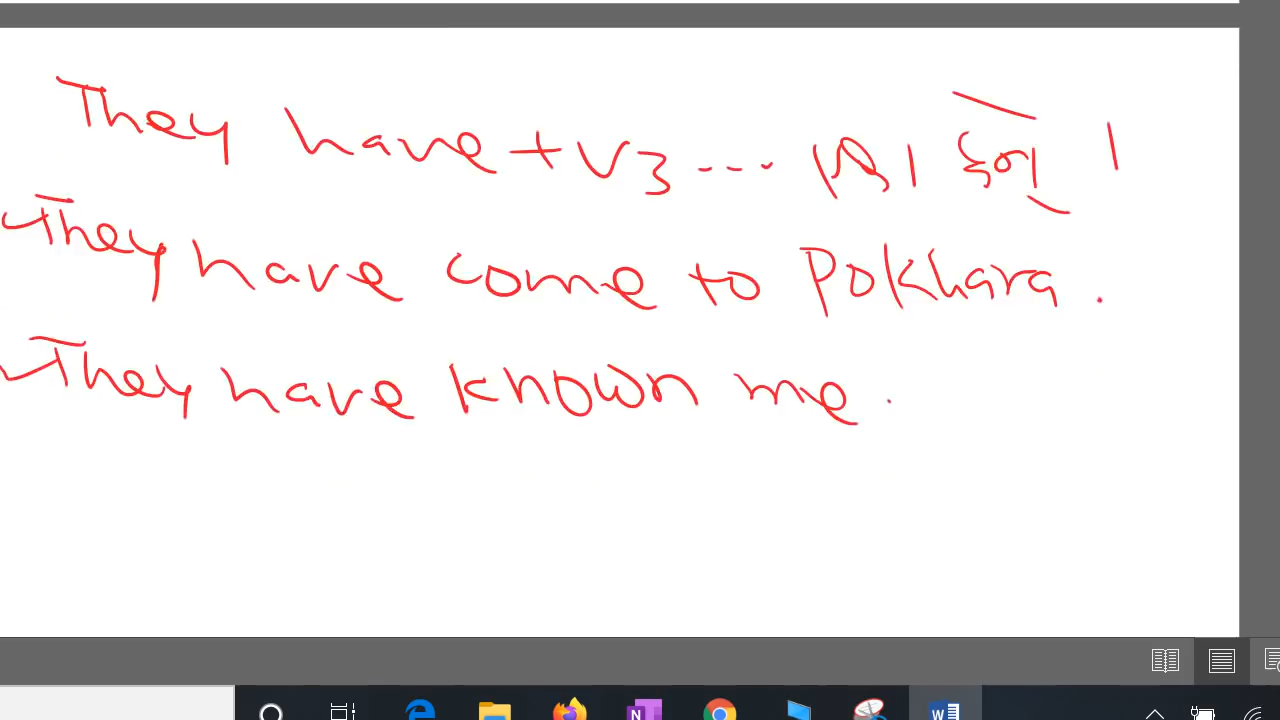 They have + V3 ...
They have come to Pokhara.
They have known me.